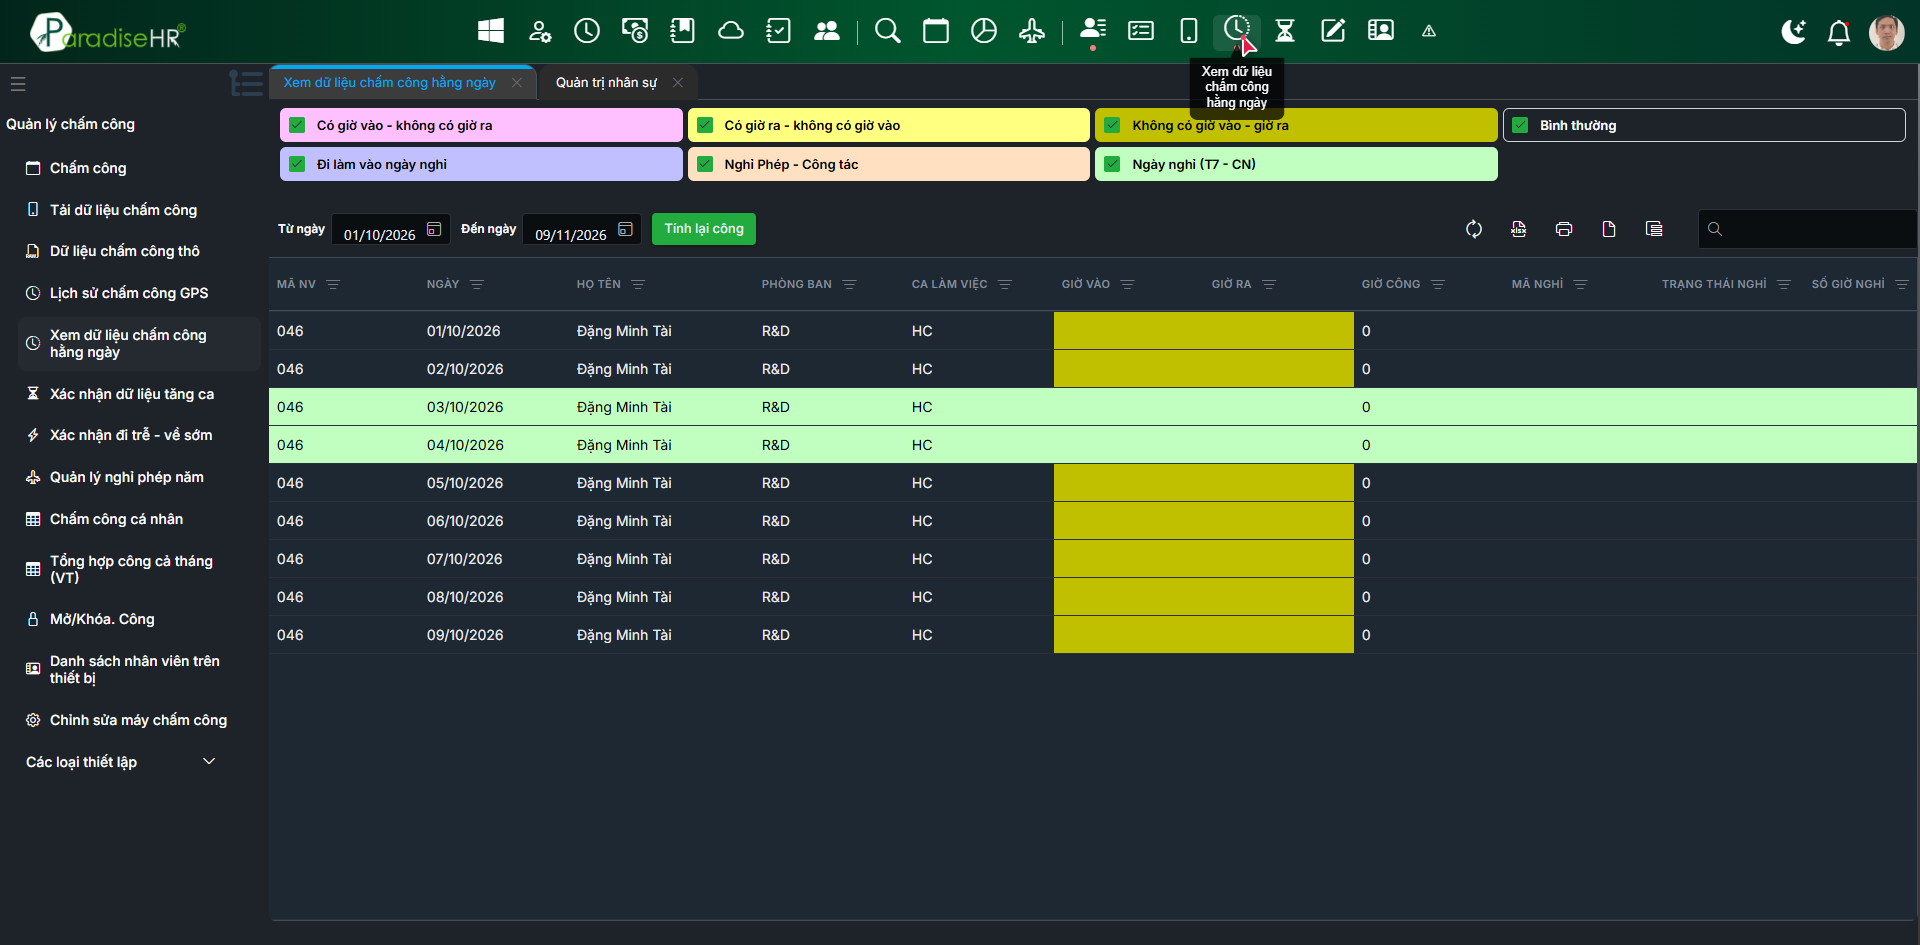 ParadiseHR®
Xem dữ liệu
chấm công
hằng ngày
Xem dữ liệu chấm công hằng ngày
Quản trị nhân sự
Quản lý chấm công
Chấm công
Tải dữ liệu chấm công
Dữ liệu chấm công thô
Lịch sử chấm công GPS
Xem dữ liệu chấm công
hằng ngày
Xác nhận dữ liệu tăng ca
Xác nhận đi trễ - về sớm
Quản lý nghỉ phép năm
Chấm công cá nhân
Tổng hợp công cả tháng
(VT)
Mở/Khóa. Công
Danh sách nhân viên trên
thiết bị
Chỉnh sửa máy chấm công
Các loại thiết lập
Có giờ vào - không có giờ ra
Có giờ ra - không có giờ vào
Không có giờ vào - giờ ra
Bình thường
Đi làm vào ngày nghỉ
Nghỉ Phép - Công tác
Ngày nghỉ (T7 - CN)
Từ ngày 01/10/2026 Đến ngày 09/11/2026 Tính lại công
MÃ NV NGÀY HỌ TÊN PHÒNG BAN CA LÀM VIỆC GIỜ VÀO GIỜ RA GIỜ CÔNG MÃ NGHỈ TRẠNG THÁI NGHỈ SỐ GIỜ NGHỈ
046 01/10/2026 Đặng Minh Tài R&D HC 0
046 02/10/2026 Đặng Minh Tài R&D HC 0
046 03/10/2026 Đặng Minh Tài R&D HC 0
046 04/10/2026 Đặng Minh Tài R&D HC 0
046 05/10/2026 Đặng Minh Tài R&D HC 0
046 06/10/2026 Đặng Minh Tài R&D HC 0
046 07/10/2026 Đặng Minh Tài R&D HC 0
046 08/10/2026 Đặng Minh Tài R&D HC 0
046 09/10/2026 Đặng Minh Tài R&D HC 0